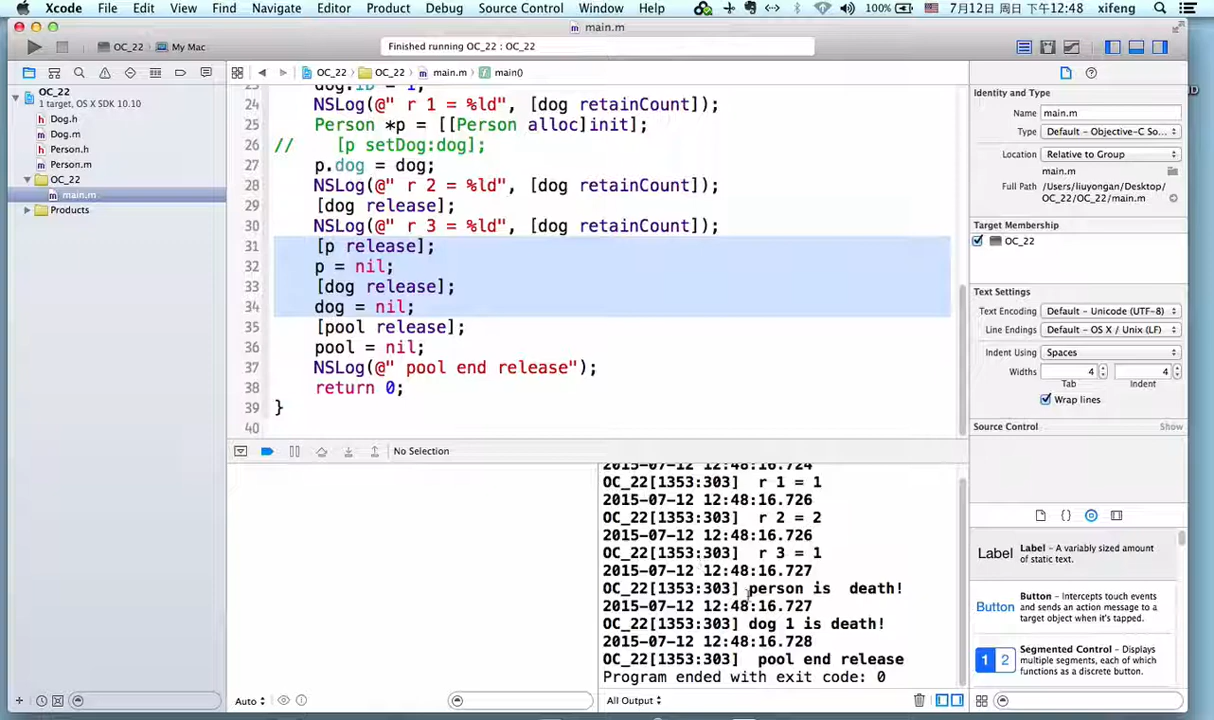 Xcode File Edit View Find Navigate Editor Product Debug Source Control Window Help 100% 7月12日 周日 下午12:48 xifeng
main.m
OC_22 My Mac
Finished running OC_22 : OC_22
OC_22 OC_22 main.m main()
OC_22
1 target, OS X SDK 10.10
Dog.h
Dog.m
Person.h
Person.m
OC_22
main.m
Products
23 dog.ID = 1;
24 NSLog(@" r 1 = %ld", [dog retainCount]);
25 Person *p = [[Person alloc]init];
26 // [p setDog:dog];
27 p.dog = dog;
28 NSLog(@" r 2 = %ld", [dog retainCount]);
29 [dog release];
30 NSLog(@" r 3 = %ld", [dog retainCount]);
31 [p release];
32 p = nil;
33 [dog release];
34 dog = nil;
35 [pool release];
36 pool = nil;
37 NSLog(@" pool end release");
38 return 0;
39 }
40
No Selection
2015-07-12 12:48:16.724
OC_22[1353:303] r 1 = 1
2015-07-12 12:48:16.726
OC_22[1353:303] r 2 = 2
2015-07-12 12:48:16.726
OC_22[1353:303] r 3 = 1
2015-07-12 12:48:16.727
OC_22[1353:303] person is death!
2015-07-12 12:48:16.727
OC_22[1353:303] dog 1 is death!
2015-07-12 12:48:16.728
OC_22[1353:303] pool end release
Program ended with exit code: 0
Auto
All Output
Identity and Type
Name main.m
Type Default - Objective-C So...
Location Relative to Group
main.m
Full Path /Users/liuyongan/Desktop/
OC_22/OC_22/main.m
Target Membership
OC_22
Text Settings
Text Encoding Default - Unicode (UTF-8)
Line Endings Default - OS X / Unix (LF)
Indent Using Spaces
Widths 4 4
Tab Indent
Wrap lines
Source Control Show
Label Label - A variably sized amount
of static text.
Button Button - Intercepts touch events
and sends an action message to a
target object when it's tapped.
1 2 Segmented Control - Displays
multiple segments, each of which
functions as a discrete button.